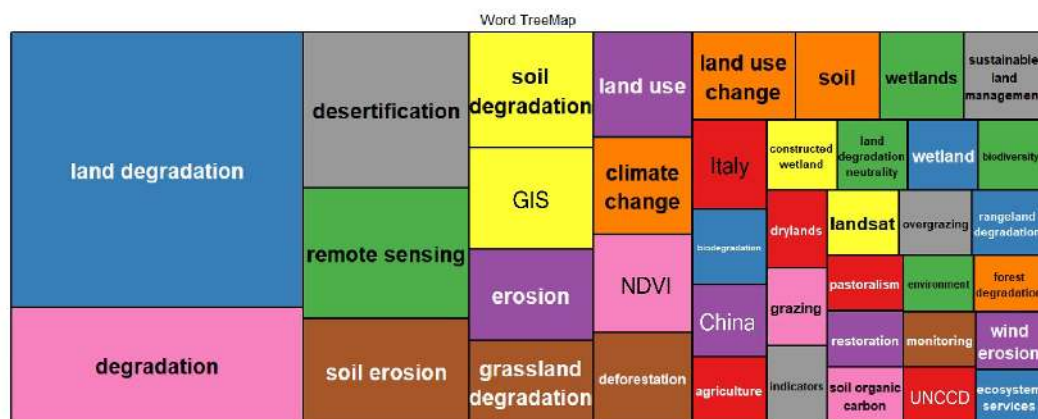 Word TreeMap
land degradation
degradation
desertification
remote sensing
soil erosion
soil
degradation
GIS
erosion
grassland
degradation
land use
climate
change
NDVI
deforestation
land use
change
soil
wetlands
sustainable
land
management
Italy
biodegradation
China
agriculture
constructed
wetland
land
degradation
neutrality
wetland
biodiversity
drylands
grazing
indicators
landsat
overgrazing
rangeland
degradation
pastoralism
environment
forest
degradation
restoration
monitoring
wind
erosion
soil organic
carbon
UNCCD
ecosystem
services